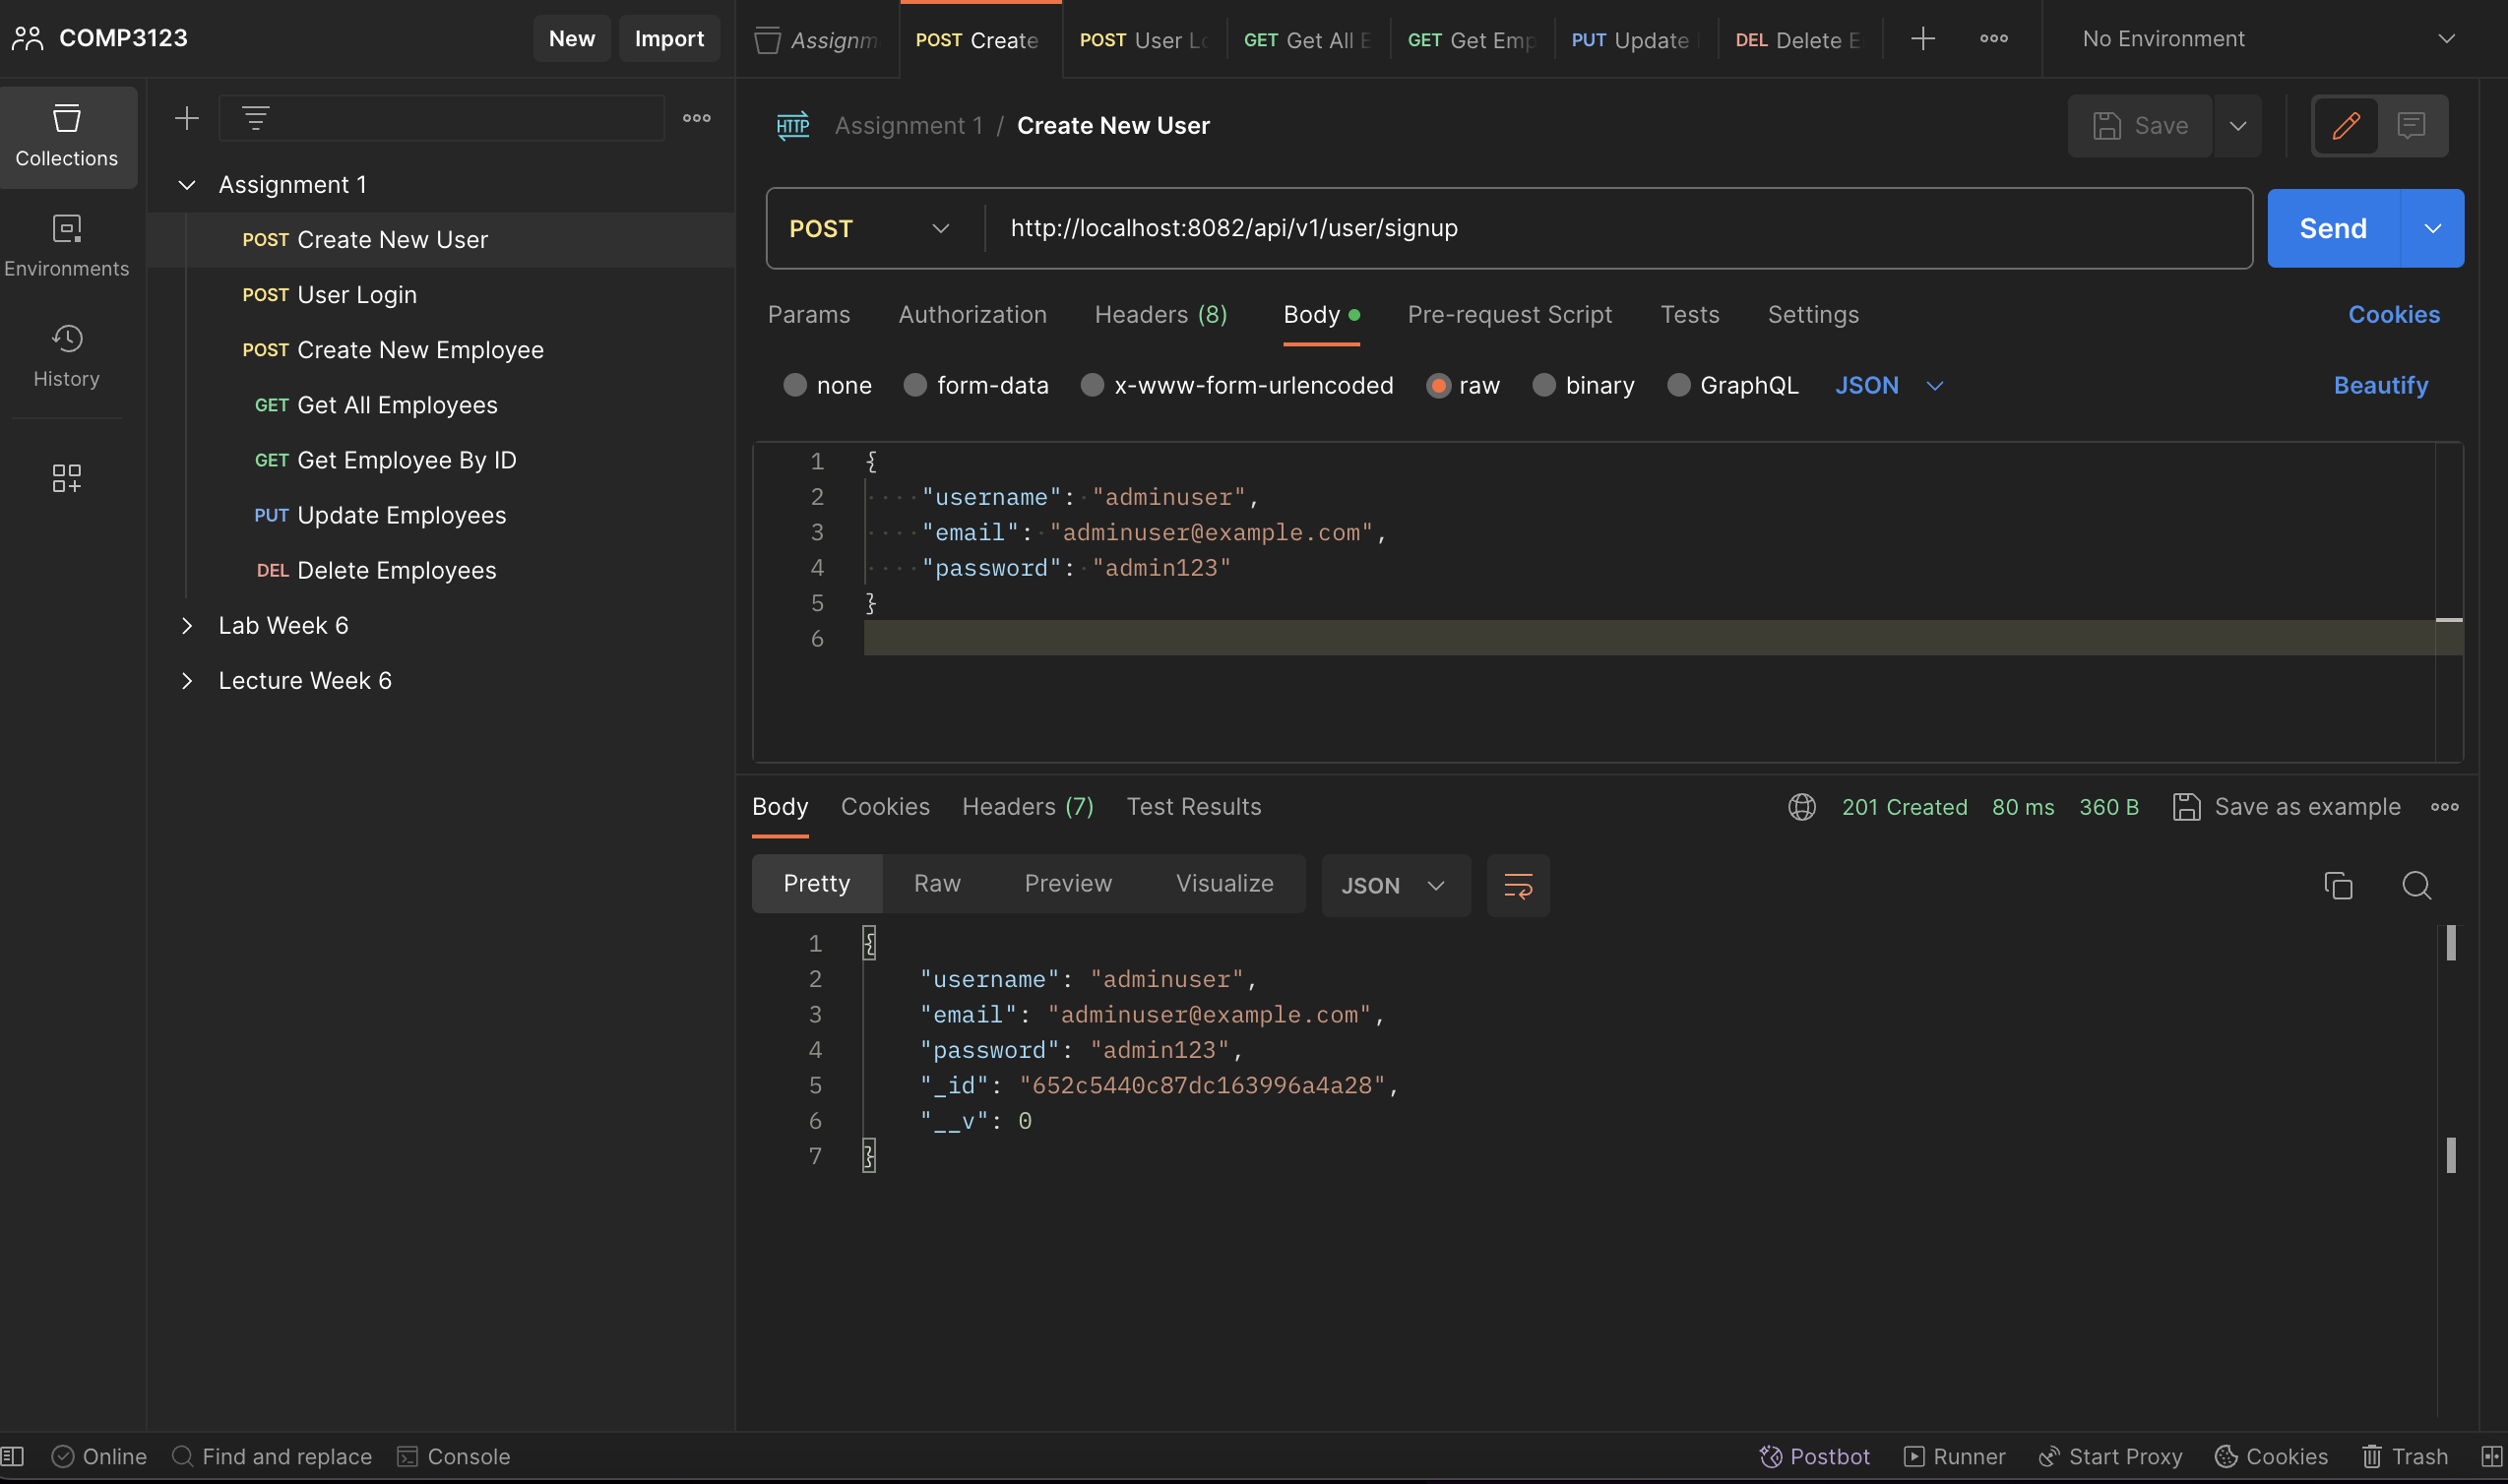 COMP3123
New
Import
Assignm
POST Create
POST User Lo
GET Get All E
GET Get Emp
PUT Update
DEL Delete E
No Environment
Collections
Environments
History
Assignment 1
POST Create New User
POST User Login
POST Create New Employee
GET Get All Employees
GET Get Employee By ID
PUT Update Employees
DEL Delete Employees
Lab Week 6
Lecture Week 6
HTTP Assignment 1 / Create New User
Save
POST http://localhost:8082/api/v1/user/signup
Send
Params Authorization Headers (8) Body Pre-request Script Tests Settings Cookies
none form-data x-www-form-urlencoded raw binary GraphQL JSON Beautify
1 {
2 "username": "adminuser",
3 "email": "adminuser@example.com",
4 "password": "admin123"
5 }
6
Body Cookies Headers (7) Test Results 201 Created 80 ms 360 B Save as example
Pretty Raw Preview Visualize JSON
1 {
2 "username": "adminuser",
3 "email": "adminuser@example.com",
4 "password": "admin123",
5 "_id": "652c5440c87dc163996a4a28",
6 "__v": 0
7 }
Online Find and replace Console Postbot Runner Start Proxy Cookies Trash